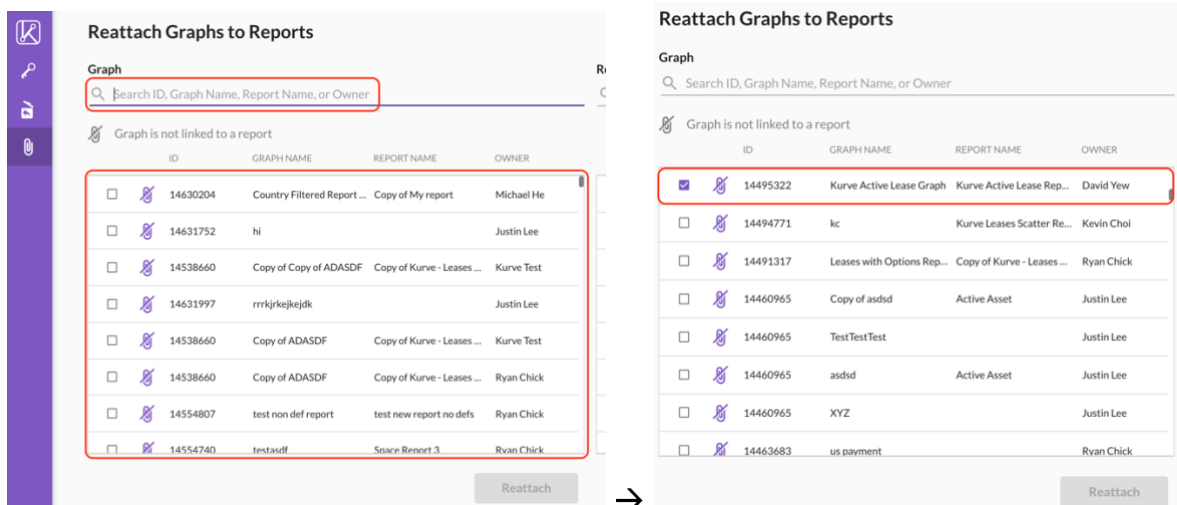 Reattach Graphs to Reports
Graph
Search ID, Graph Name, Report Name, or Owner
Graph is not linked to a report
ID GRAPH NAME REPORT NAME OWNER
14630204 Country Filtered Report ... Copy of My report Michael He
14631752 hi Justin Lee
14538660 Copy of Copy of ADASDF Copy of Kurve - Leases ... Kurve Test
14631997 rrrkjrkejkejdk Justin Lee
14538660 Copy of ADASDF Copy of Kurve - Leases ... Kurve Test
14538660 Copy of ADASDF Copy of Kurve - Leases ... Ryan Chick
14554807 test non def report test new report no defs Ryan Chick
14554740 testasdf Space Report 3 Ryan Chick
Reattach
→
Reattach Graphs to Reports
Graph
Search ID, Graph Name, Report Name, or Owner
Graph is not linked to a report
ID GRAPH NAME REPORT NAME OWNER
14495322 Kurve Active Lease Graph Kurve Active Lease Rep... David Yew
14494771 kc Kurve Leases Scatter Re... Kevin Choi
14491317 Leases with Options Rep... Copy of Kurve - Leases ... Ryan Chick
14460965 Copy of asdsd Active Asset Justin Lee
14460965 TestTestTest Justin Lee
14460965 asdsd Active Asset Justin Lee
14460965 XYZ Justin Lee
14463683 us payment Ryan Chick
Reattach